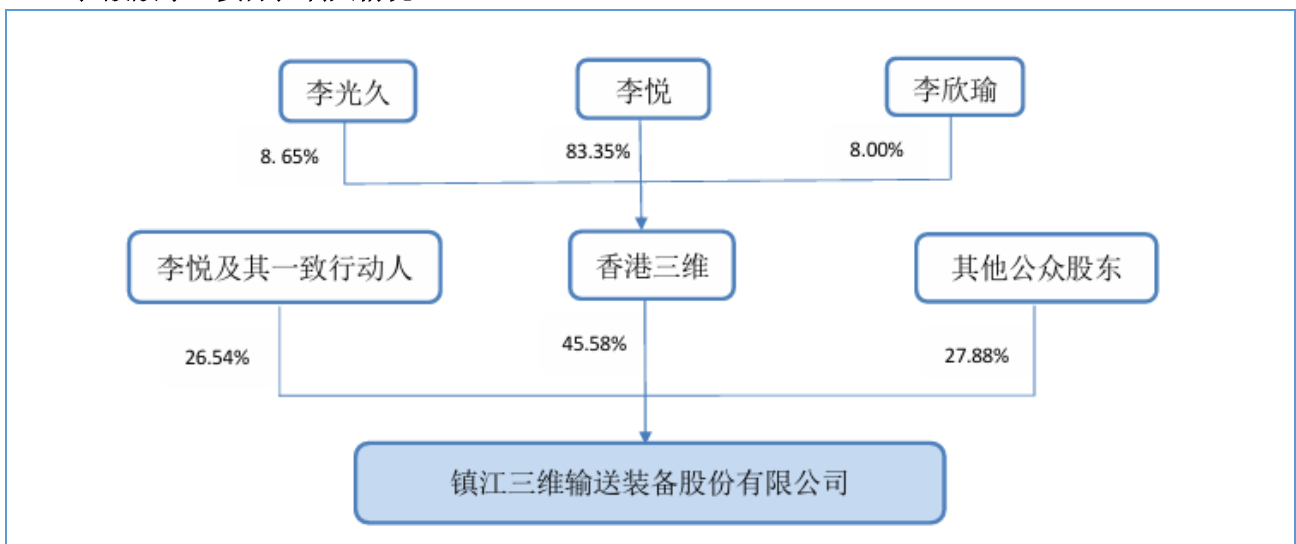 李光久
李悦
李欣瑜
8. 65%
83.35%
8.00%
李悦及其一致行动人
香港三维
其他公众股东
26.54%
45.58%
27.88%
镇江三维输送装备股份有限公司